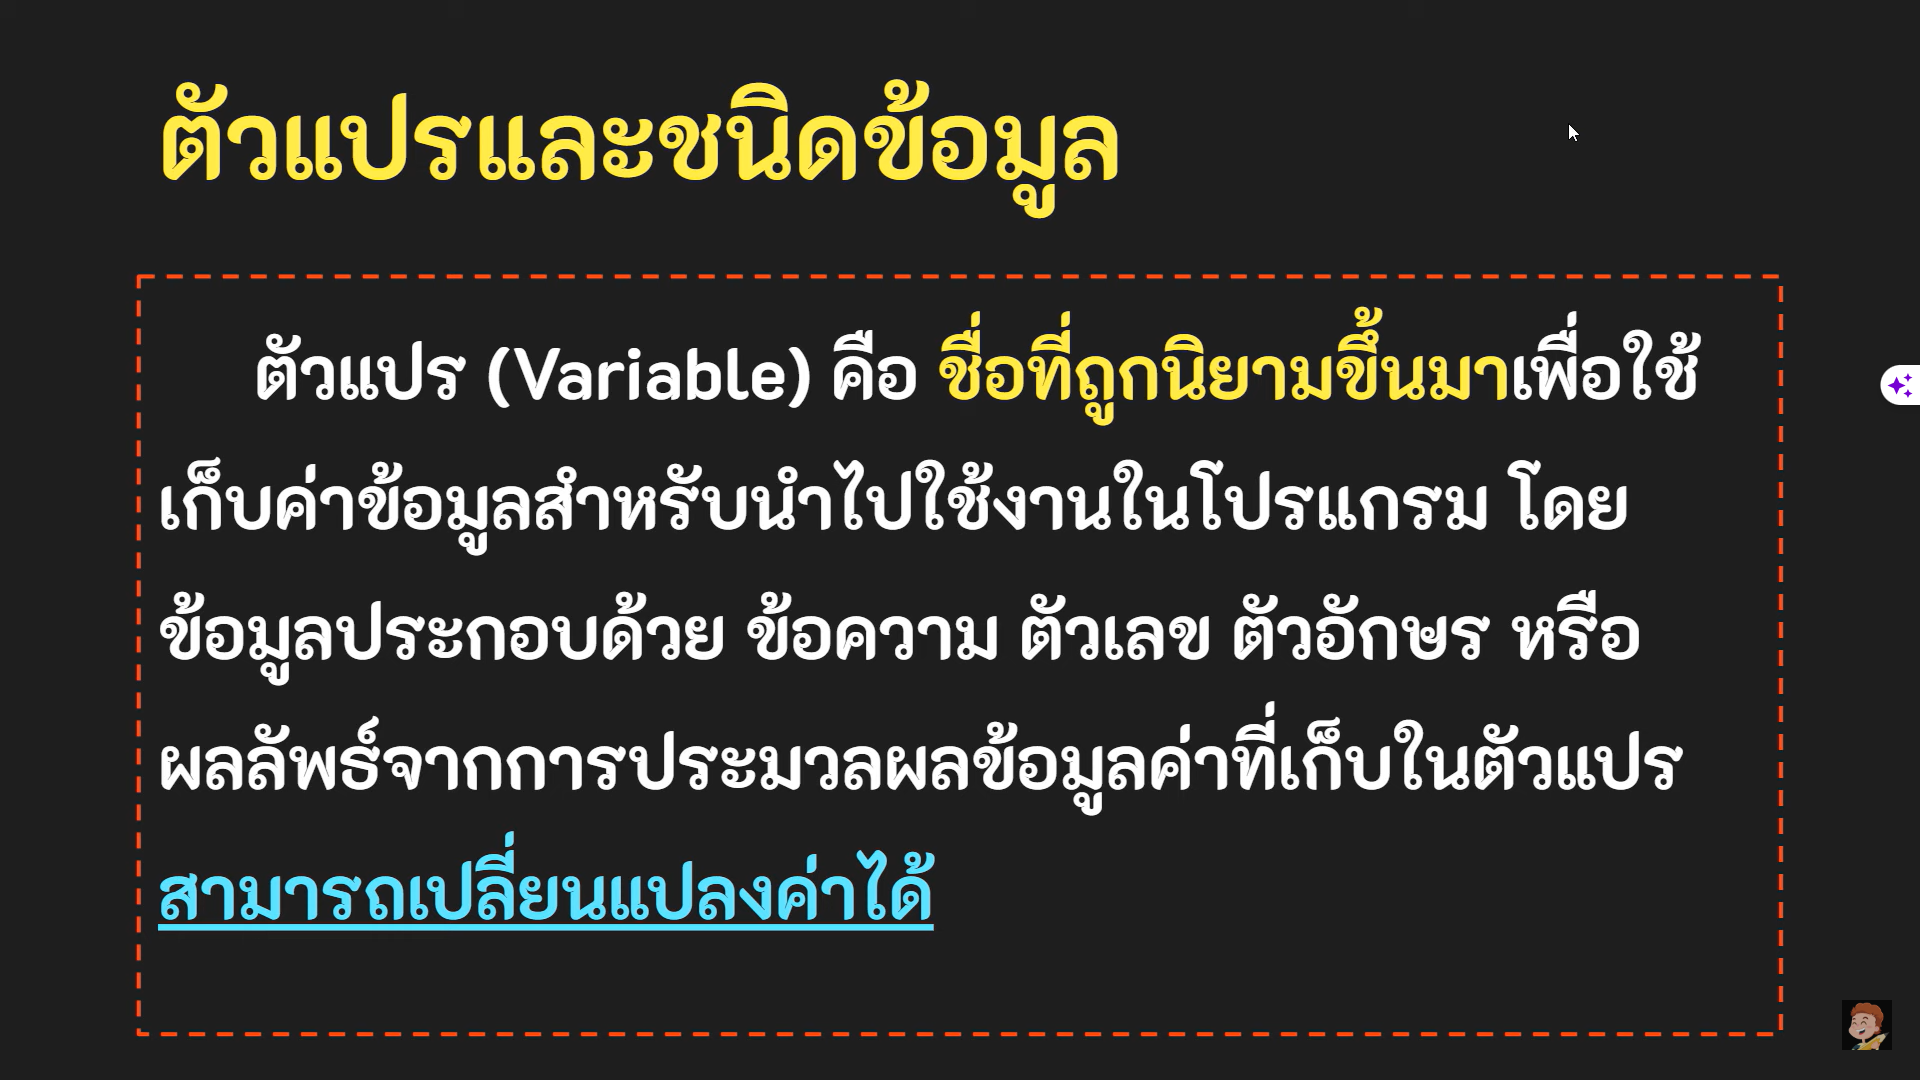 ตัวแปรและชนิดข้อมูล
ตัวแปร (Variable) คือ ชื่อที่ถูกนิยามขึ้นมาเพื่อใช้
เก็บค่าข้อมูลสำหรับนำไปใช้งานในโปรแกรม โดย
ข้อมูลประกอบด้วย ข้อความ ตัวเลข ตัวอักษร หรือ
ผลลัพธ์จากการประมวลผลข้อมูลค่าที่เก็บในตัวแปร
สามารถเปลี่ยนแปลงค่าได้